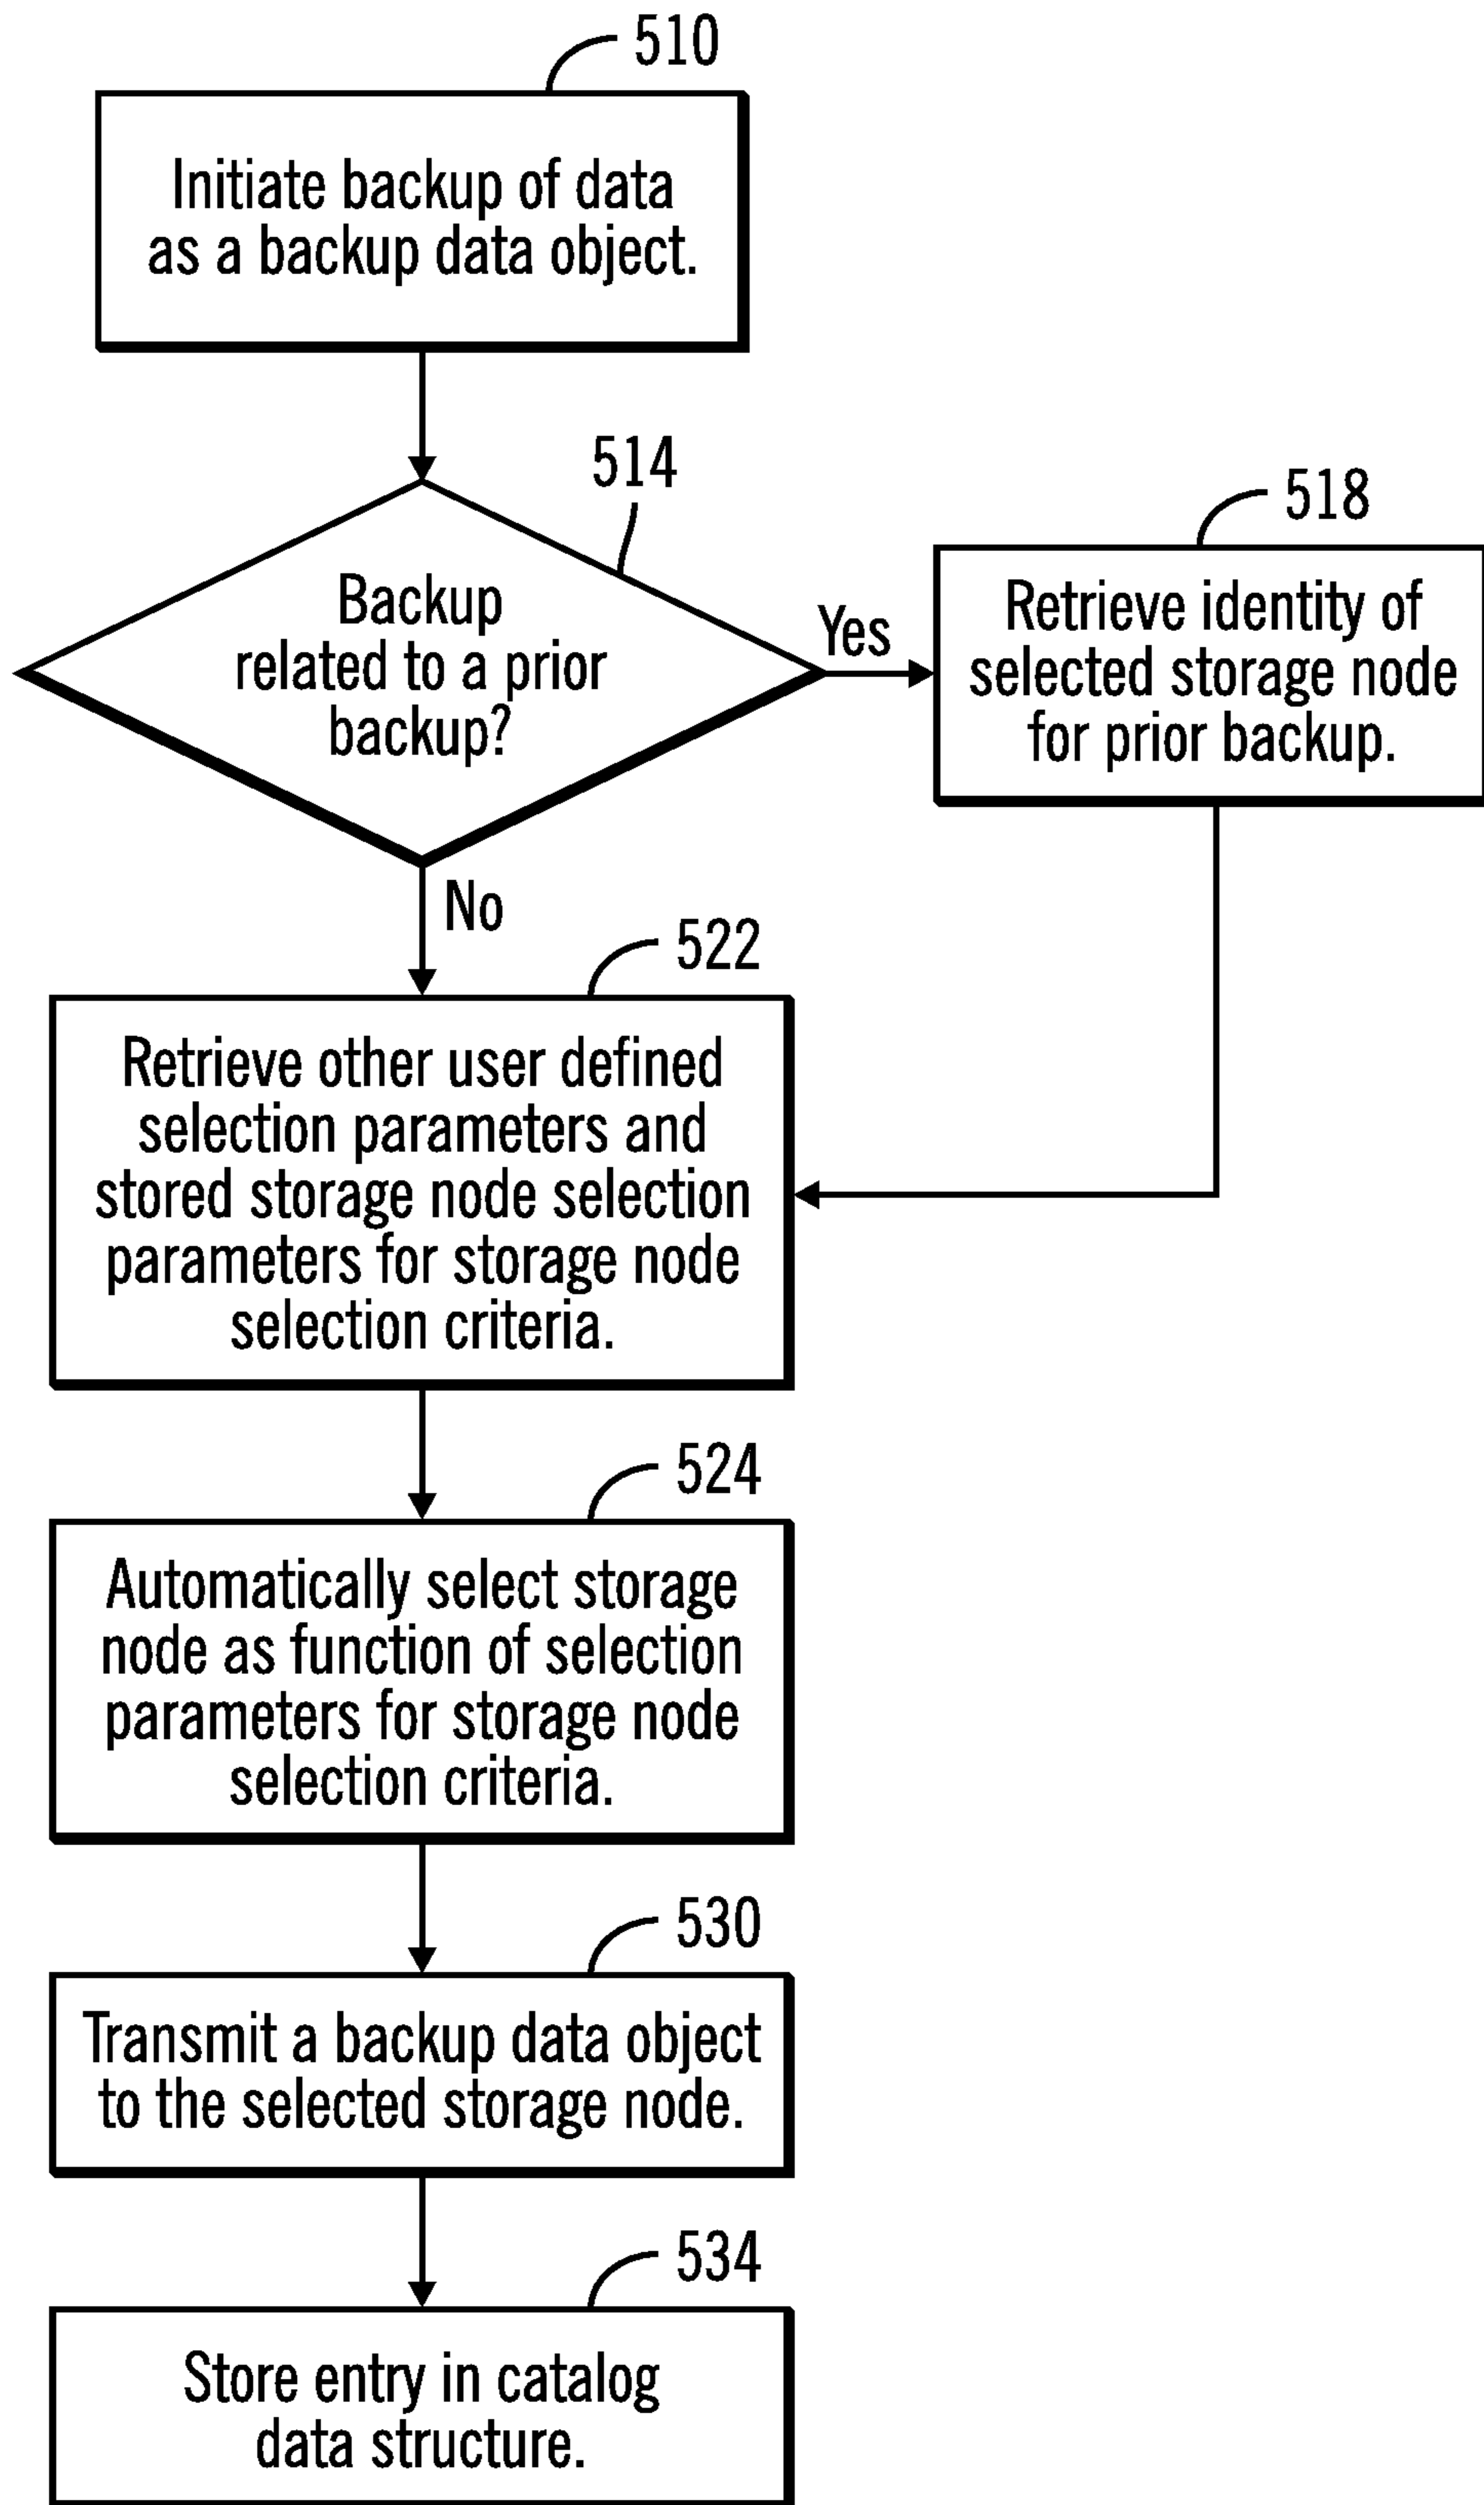 510
Initiate backup of data
as a backup data object.
514
Backup
related to a prior
backup?
Yes
518
Retrieve identity of
selected storage node
for prior backup.
No
522
Retrieve other user defined
selection parameters and
stored storage node selection
parameters for storage node
selection criteria.
524
Automatically select storage
node as function of selection
parameters for storage node
selection criteria.
530
Transmit a backup data object
to the selected storage node.
534
Store entry in catalog
data structure.